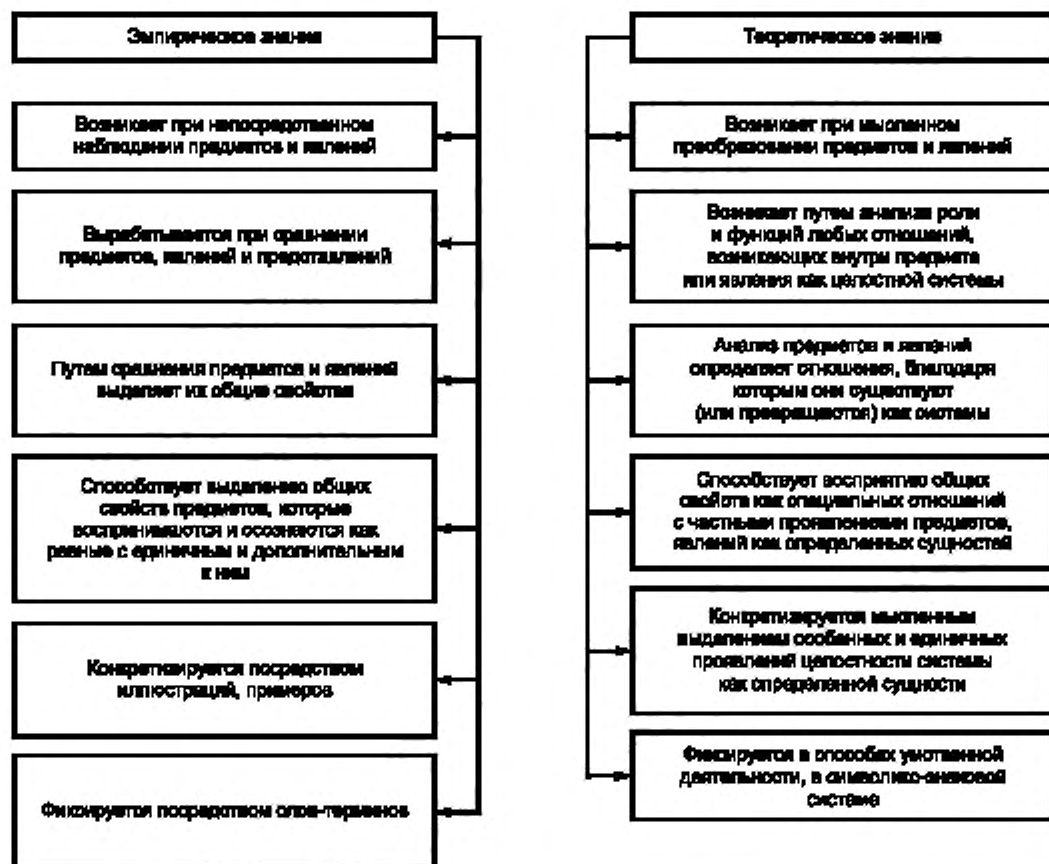 Эмпирическое знание
Возникает при непосредственном
наблюдении предметов и явлений
Вырабатывается при сравнении
предметов, явлений и представлений
Путем сравнения предметов и явлений
выделяет их общие свойства
Способствует выделению общих
свойств предметов, которые
воспринимаются и осознаются как
равные с единичным и дополнительным
к ним
Конкретизируется посредством
иллюстраций, примеров
Фиксируется посредством слов-терминов
Теоретическое знание
Возникает при мысленном
преобразовании предметов и явлений
Возникает путем анализа роли
и функций любых отношений,
возникающих внутри предмета
или явления как целостной системы
Анализ предметов и явлений
определяет отношения, благодаря
которым они существуют
(или превращаются) как системы
Способствует восприятию общих
свойств как специальных отношений
с частными проявлениями предметов,
явлений как определенных сущностей
Конкретизируется мысленным
выделением особенных и единичных
проявлений целостности системы
как определенной сущности
Фиксируется в способах умственной
деятельности, в символико-знаковой
системе